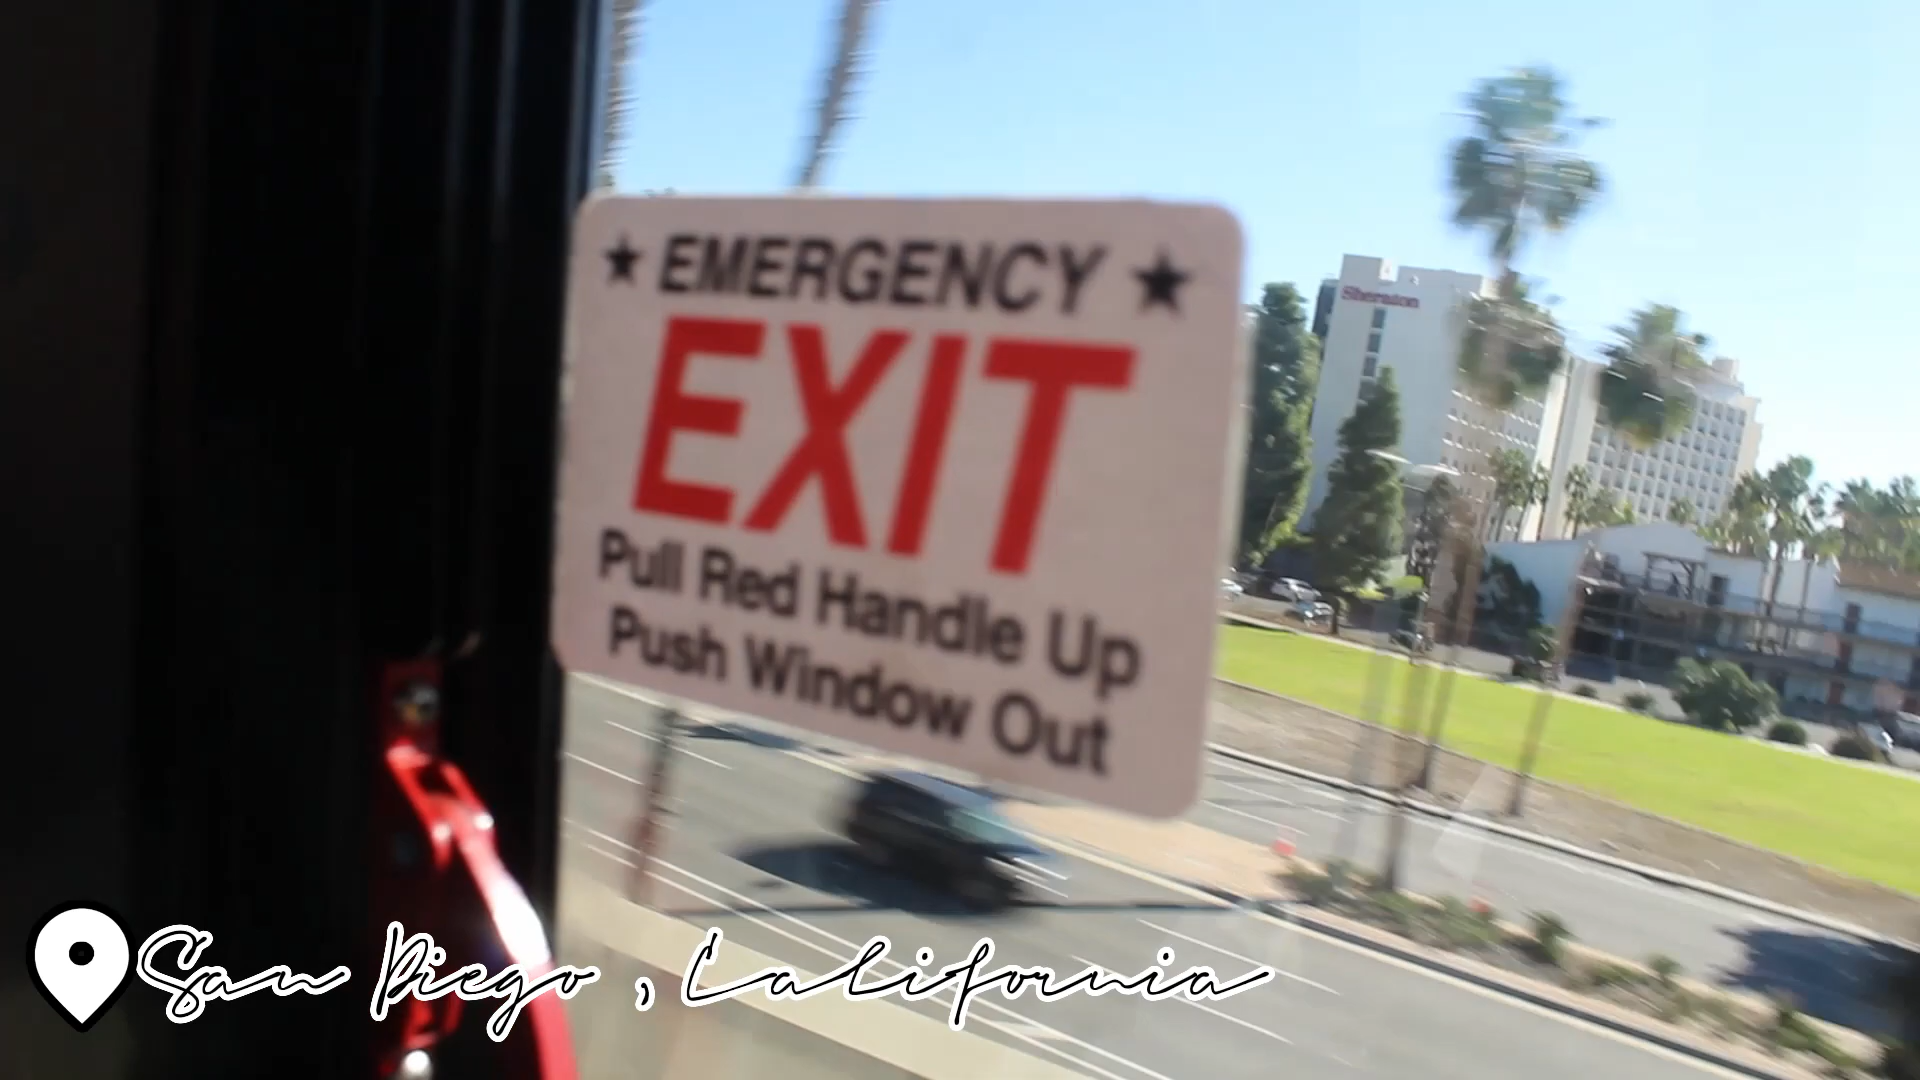 ★ EMERGENCY ★
EXIT
Pull Red Handle Up
Push Window Out
Sheraton
San Diego , California